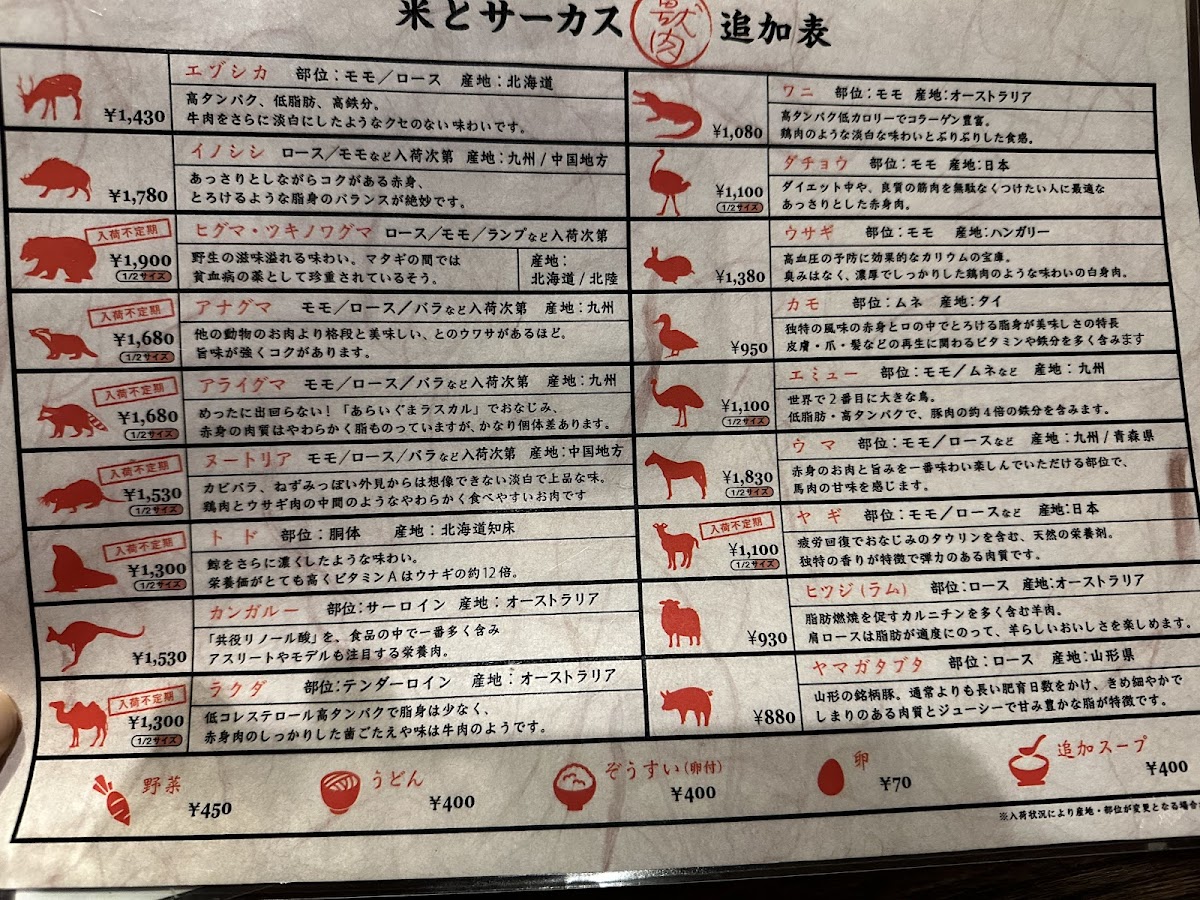 米とサーカス 獣肉 追加表
エゾシカ 部位：モモ／ロース 産地：北海道
¥1,430
高タンパク、低脂肪、高鉄分。
牛肉をさらに淡白にしたようなクセのない味わいです。
イノシシ ロース／モモなど入荷次第 産地：九州/中国地方
¥1,780
あっさりとしながらコクがある赤身、
とろけるような脂身のバランスが絶妙です。
入荷不定期
ヒグマ・ツキノワグマ ロース／モモ／ランプなど入荷次第
¥1,900
1/2サイズ
野生の滋味溢れる味わい、マタギの間では
貧血病の薬として珍重されているそう。
産地：
北海道/北陸
入荷不定期
アナグマ モモ／ロース／バラなど入荷次第 産地：九州
¥1,680
1/2サイズ
他の動物のお肉より格段と美味しい、とのウワサがあるほど。
旨味が強くコクがあります。
入荷不定期
アライグマ モモ／ロース／バラなど入荷次第 産地：九州
¥1,680
1/2サイズ
めったに出回らない！「あらいぐまラスカル」でおなじみ、
赤身の肉質はやわらかく脂ものっていますが、かなり個体差あります。
入荷不定期
ヌートリア モモ／ロース／バラなど入荷次第 産地：中国地方
¥1,530
1/2サイズ
カピバラ、ねずみっぽい外見からは想像できない淡白で上品な味。
鶏肉とウサギ肉の中間のようなやわらかく食べやすいお肉です
入荷不定期
トド 部位：胴体 産地：北海道知床
¥1,300
1/2サイズ
鯨をさらに濃くしたような味わい。
栄養価がとても高くビタミンAはウナギの約12倍。
カンガルー 部位：サーロイン 産地：オーストラリア
¥1,530
「共役リノール酸」を、食品の中で一番多く含み
アスリートやモデルも注目する栄養肉。
入荷不定期
ラクダ 部位：テンダーロイン 産地：オーストラリア
¥1,300
1/2サイズ
低コレステロール高タンパクで脂身は少なく、
赤身肉のしっかりした歯ごたえや味は牛肉のようです。
ワニ 部位：モモ 産地：オーストラリア
¥1,080
高タンパク低カロリーでコラーゲン豊富。
鶏肉のような淡白な味わいとぷりぷりした食感。
ダチョウ 部位：モモ 産地：日本
¥1,100
1/2サイズ
ダイエット中や、良質の筋肉を無駄なくつけたい人に最適な
あっさりとした赤身肉。
ウサギ 部位：モモ 産地：ハンガリー
¥1,380
高血圧の予防に効果的なカリウムの宝庫。
臭みはなく、濃厚でしっかりした鶏肉のような味わいの白身肉。
カモ 部位：ムネ 産地：タイ
¥950
独特の風味の赤身と口の中でとろける脂身が美味しさの特長
皮膚・爪・髪などの再生に関わるビタミンや鉄分を多く含みます
エミュー 部位：モモ／ムネなど 産地：九州
¥1,100
1/2サイズ
世界で2番目に大きな鳥。
低脂肪・高タンパクで、豚肉の約4倍の鉄分を含みます。
ウマ 部位：モモ／ロースなど 産地：九州/青森県
¥1,830
1/2サイズ
赤身のお肉と旨みを一番味わい楽しんでいただける部位で、
馬肉の甘味を感じます。
入荷不定期
ヤギ 部位：モモ／ロースなど 産地：日本
¥1,100
1/2サイズ
疲労回復でおなじみのタウリンを含む、天然の栄養剤。
独特の香りが特徴で弾力のある肉質です。
ヒツジ(ラム) 部位：ロース 産地：オーストラリア
¥930
脂肪燃焼を促すカルニチンを多く含む羊肉。
肩ロースは脂肪が適度にのって、羊らしいおいしさを楽しめます。
ヤマガタブタ 部位：ロース 産地：山形県
¥880
山形の銘柄豚。通常よりも長い肥育日数をかけ、きめ細やかで
しまりのある肉質とジューシーで甘み豊かな脂が特徴です。
野菜 ¥450
うどん ¥400
ぞうすい(卵付) ¥400
卵 ¥70
追加スープ ¥400
※入荷状況により産地・部位が変更となる場合